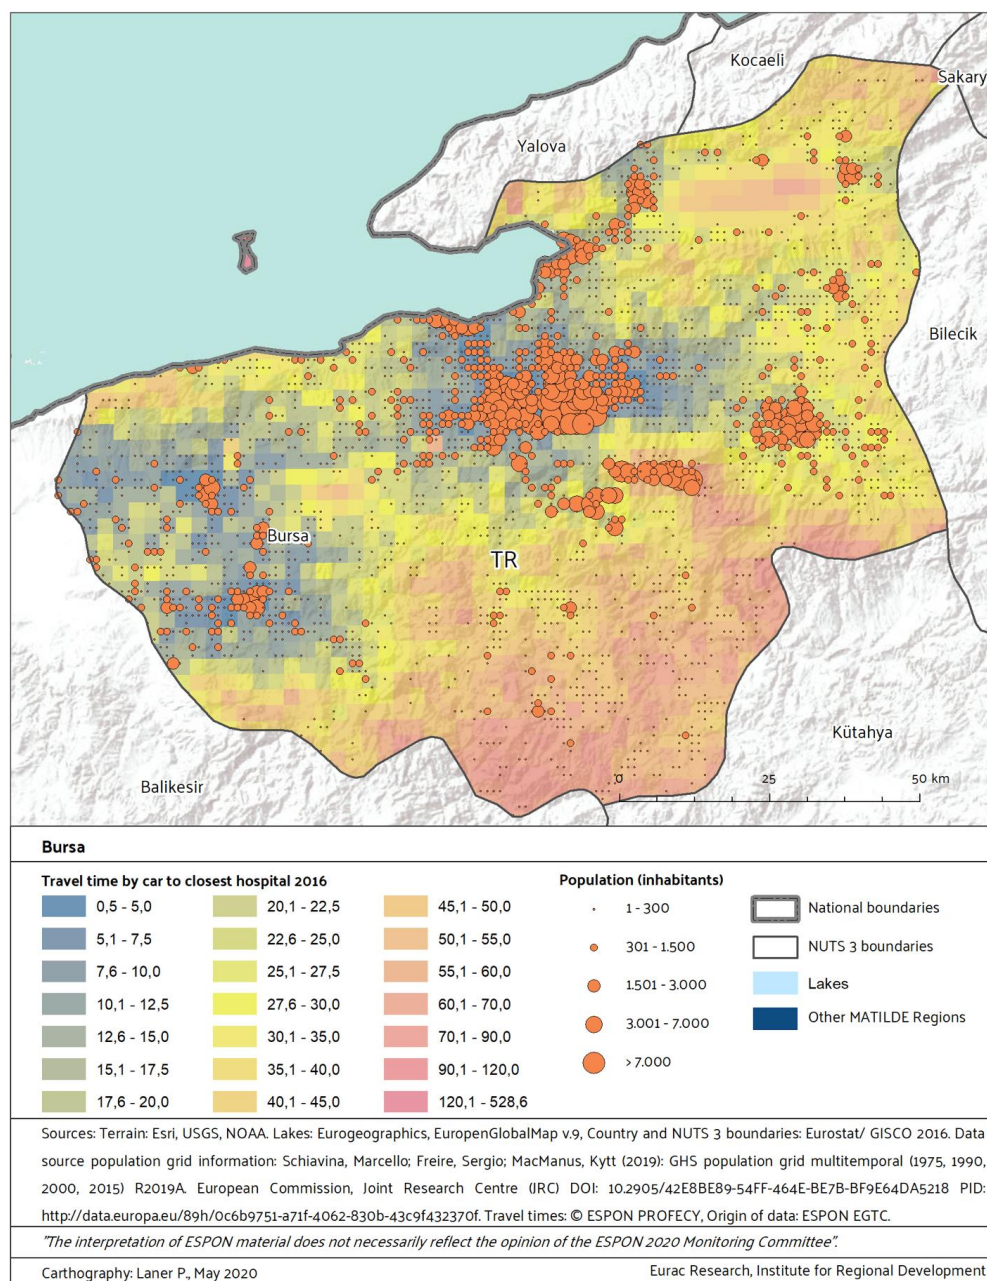 Kocaeli
Sakary
Yalova
Bilecik
Bursa
TR
Kütahya
Balikesir
0 25 50 km
Bursa
Travel time by car to closest hospital 2016
0,5 - 5,0
5,1 - 7,5
7,6 - 10,0
10,1 - 12,5
12,6 - 15,0
15,1 - 17,5
17,6 - 20,0
20,1 - 22,5
22,6 - 25,0
25,1 - 27,5
27,6 - 30,0
30,1 - 35,0
35,1 - 40,0
40,1 - 45,0
45,1 - 50,0
50,1 - 55,0
55,1 - 60,0
60,1 - 70,0
70,1 - 90,0
90,1 - 120,0
120,1 - 528,6
Population (inhabitants)
1 - 300
301 - 1.500
1.501 - 3.000
3.001 - 7.000
> 7.000
National boundaries
NUTS 3 boundaries
Lakes
Other MATILDE Regions
Sources: Terrain: Esri, USGS, NOAA. Lakes: Eurogeographics, EuropenGlobalMap v.9, Country and NUTS 3 boundaries: Eurostat/ GISCO 2016. Data
source population grid information: Schiavina, Marcello; Freire, Sergio; MacManus, Kytt (2019): GHS population grid multitemporal (1975, 1990,
2000, 2015) R2019A. European Commission, Joint Research Centre (JRC) DOI: 10.2905/42E8BE89-54FF-464E-BE7B-BF9E64DA5218 PID:
http://data.europa.eu/89h/0c6b9751-a71f-4062-830b-43c9f432370f. Travel times: © ESPON PROFECY, Origin of data: ESPON EGTC.
"The interpretation of ESPON material does not necessarily reflect the opinion of the ESPON 2020 Monitoring Committee".
Carthography: Laner P., May 2020
Eurac Research, Institute for Regional Development